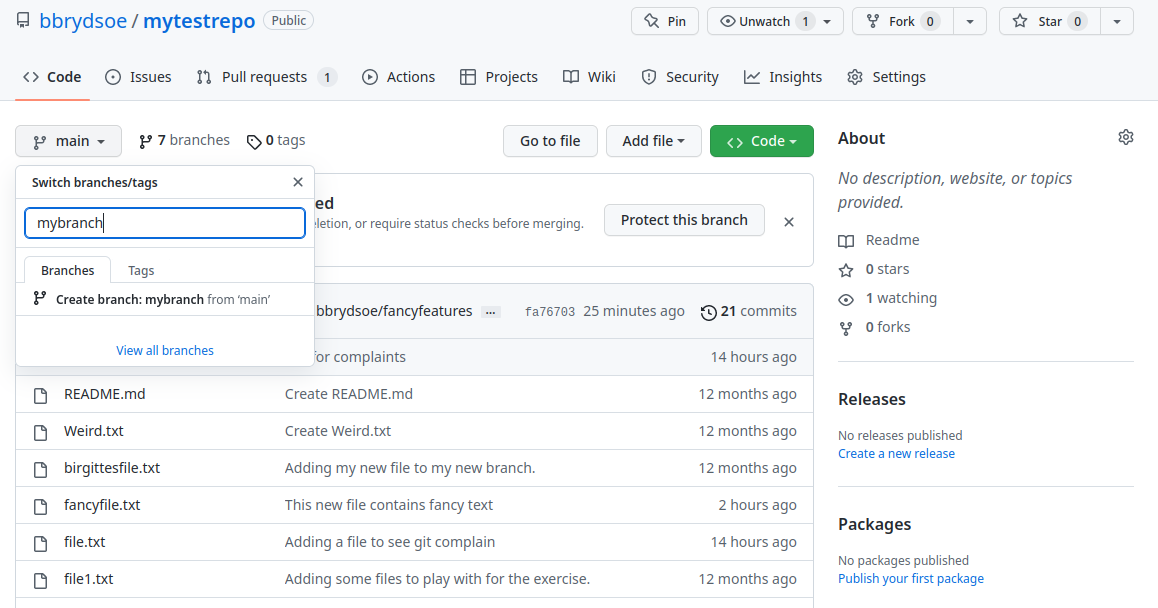 bbrydsoe / mytestrepo Public Pin Unwatch 1 Fork 0 Star 0
<> Code Issues Pull requests 1 Actions Projects Wiki Security Insights Settings
main 7 branches 0 tags Go to file Add file <> Code
Switch branches/tags
mybranch
Branches Tags
Create branch: mybranch from ‘main’
View all branches
ed
eletion, or require status checks before merging.
Protect this branch
bbrydsoe/fancyfeatures ... fa76703 25 minutes ago 21 commits
for complaints 14 hours ago
README.md Create README.md 12 months ago
Weird.txt Create Weird.txt 12 months ago
birgittesfile.txt Adding my new file to my new branch. 12 months ago
fancyfile.txt This new file contains fancy text 2 hours ago
file.txt Adding a file to see git complain 14 hours ago
file1.txt Adding some files to play with for the exercise. 12 months ago
About
No description, website, or topics
provided.
Readme
0 stars
1 watching
0 forks
Releases
No releases published
Create a new release
Packages
No packages published
Publish your first package